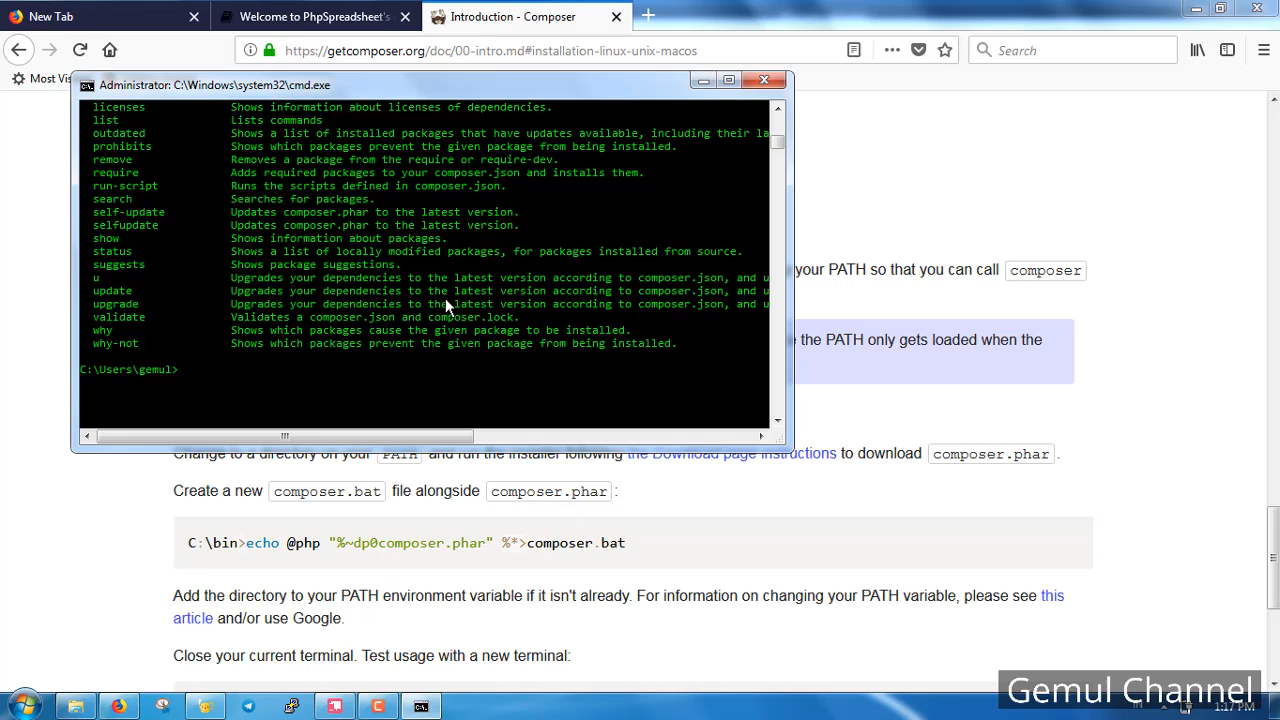 New Tab
Welcome to PhpSpreadsheet's
Introduction - Composer
https://getcomposer.org/doc/00-intro.md#installation-linux-unix-macos
Search
Most Vis
Administrator: C:\Windows\system32\cmd.exe
licenses Shows information about licenses of dependencies.
list Lists commands
outdated Shows a list of installed packages that have updates available, including their la
prohibits Shows which packages prevent the given package from being installed.
remove Removes a package from the require or require-dev.
require Adds required packages to your composer.json and installs them.
run-script Runs the scripts defined in composer.json.
search Searches for packages.
self-update Updates composer.phar to the latest version.
selfupdate Updates composer.phar to the latest version.
show Shows information about packages.
status Shows a list of locally modified packages, for packages installed from source.
suggests Shows package suggestions.
u Upgrades your dependencies to the latest version according to composer.json, and u
update Upgrades your dependencies to the latest version according to composer.json, and u
upgrade Upgrades your dependencies to the latest version according to composer.json, and u
validate Validates a composer.json and composer.lock.
why Shows which packages cause the given package to be installed.
why-not Shows which packages prevent the given package from being installed.
C:\Users\gemul>
your PATH so that you can call composer
the PATH only gets loaded when the
Change to a directory on your PATH and run the installer following the Download page instructions to download composer.phar.
Create a new composer.bat file alongside composer.phar:
C:\bin>echo @php "%~dp0composer.phar" %*>composer.bat
Add the directory to your PATH environment variable if it isn't already. For information on changing your PATH variable, please see this
article and/or use Google.
Close your current terminal. Test usage with a new terminal:
Gemul Channel
1:17 PM